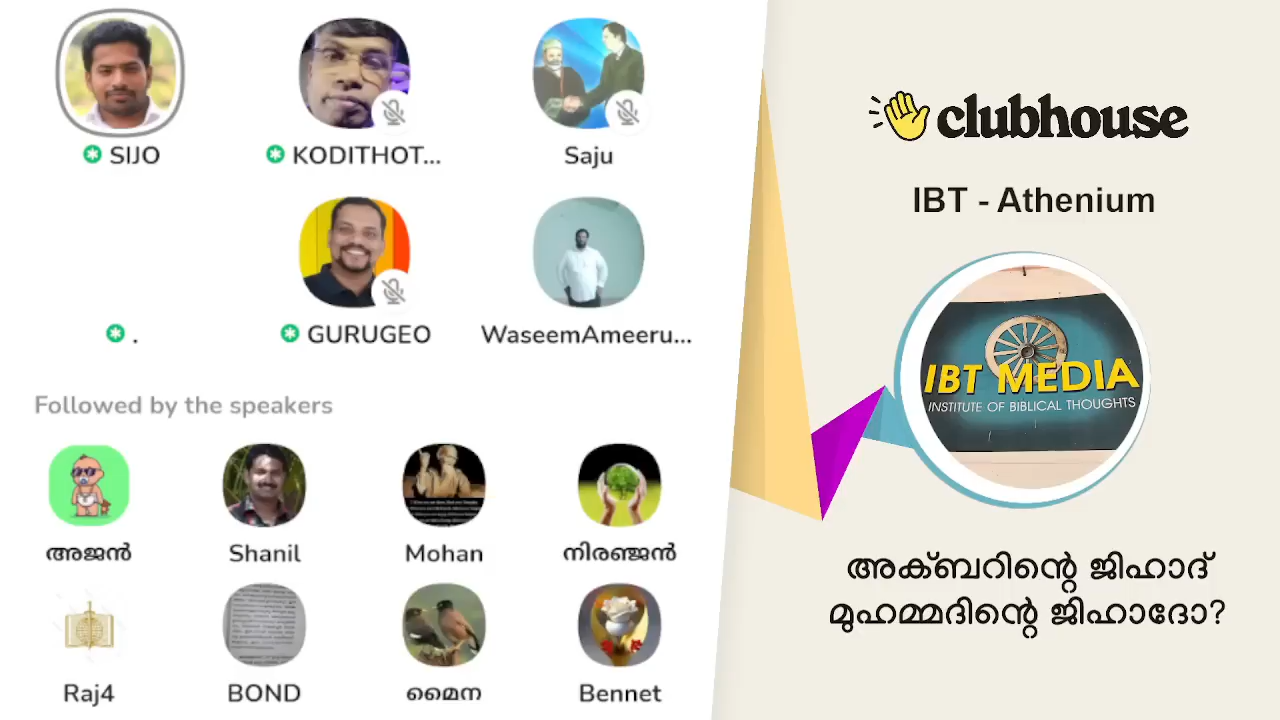 SIJO
KODITHOT...
Saju
.
GURUGEO
WaseemAmeeru...
Followed by the speakers
അജൻ
Shanil
Mohan
നിരഞ്ജൻ
Raj4
BOND
മൈന
Bennet
clubhouse
IBT - Athenium
IBT MEDIA
INSTITUTE OF BIBLICAL THOUGHTS
അക്ബറിന്റെ ജിഹാദ്
മുഹമ്മദിന്റെ ജിഹാദോ?